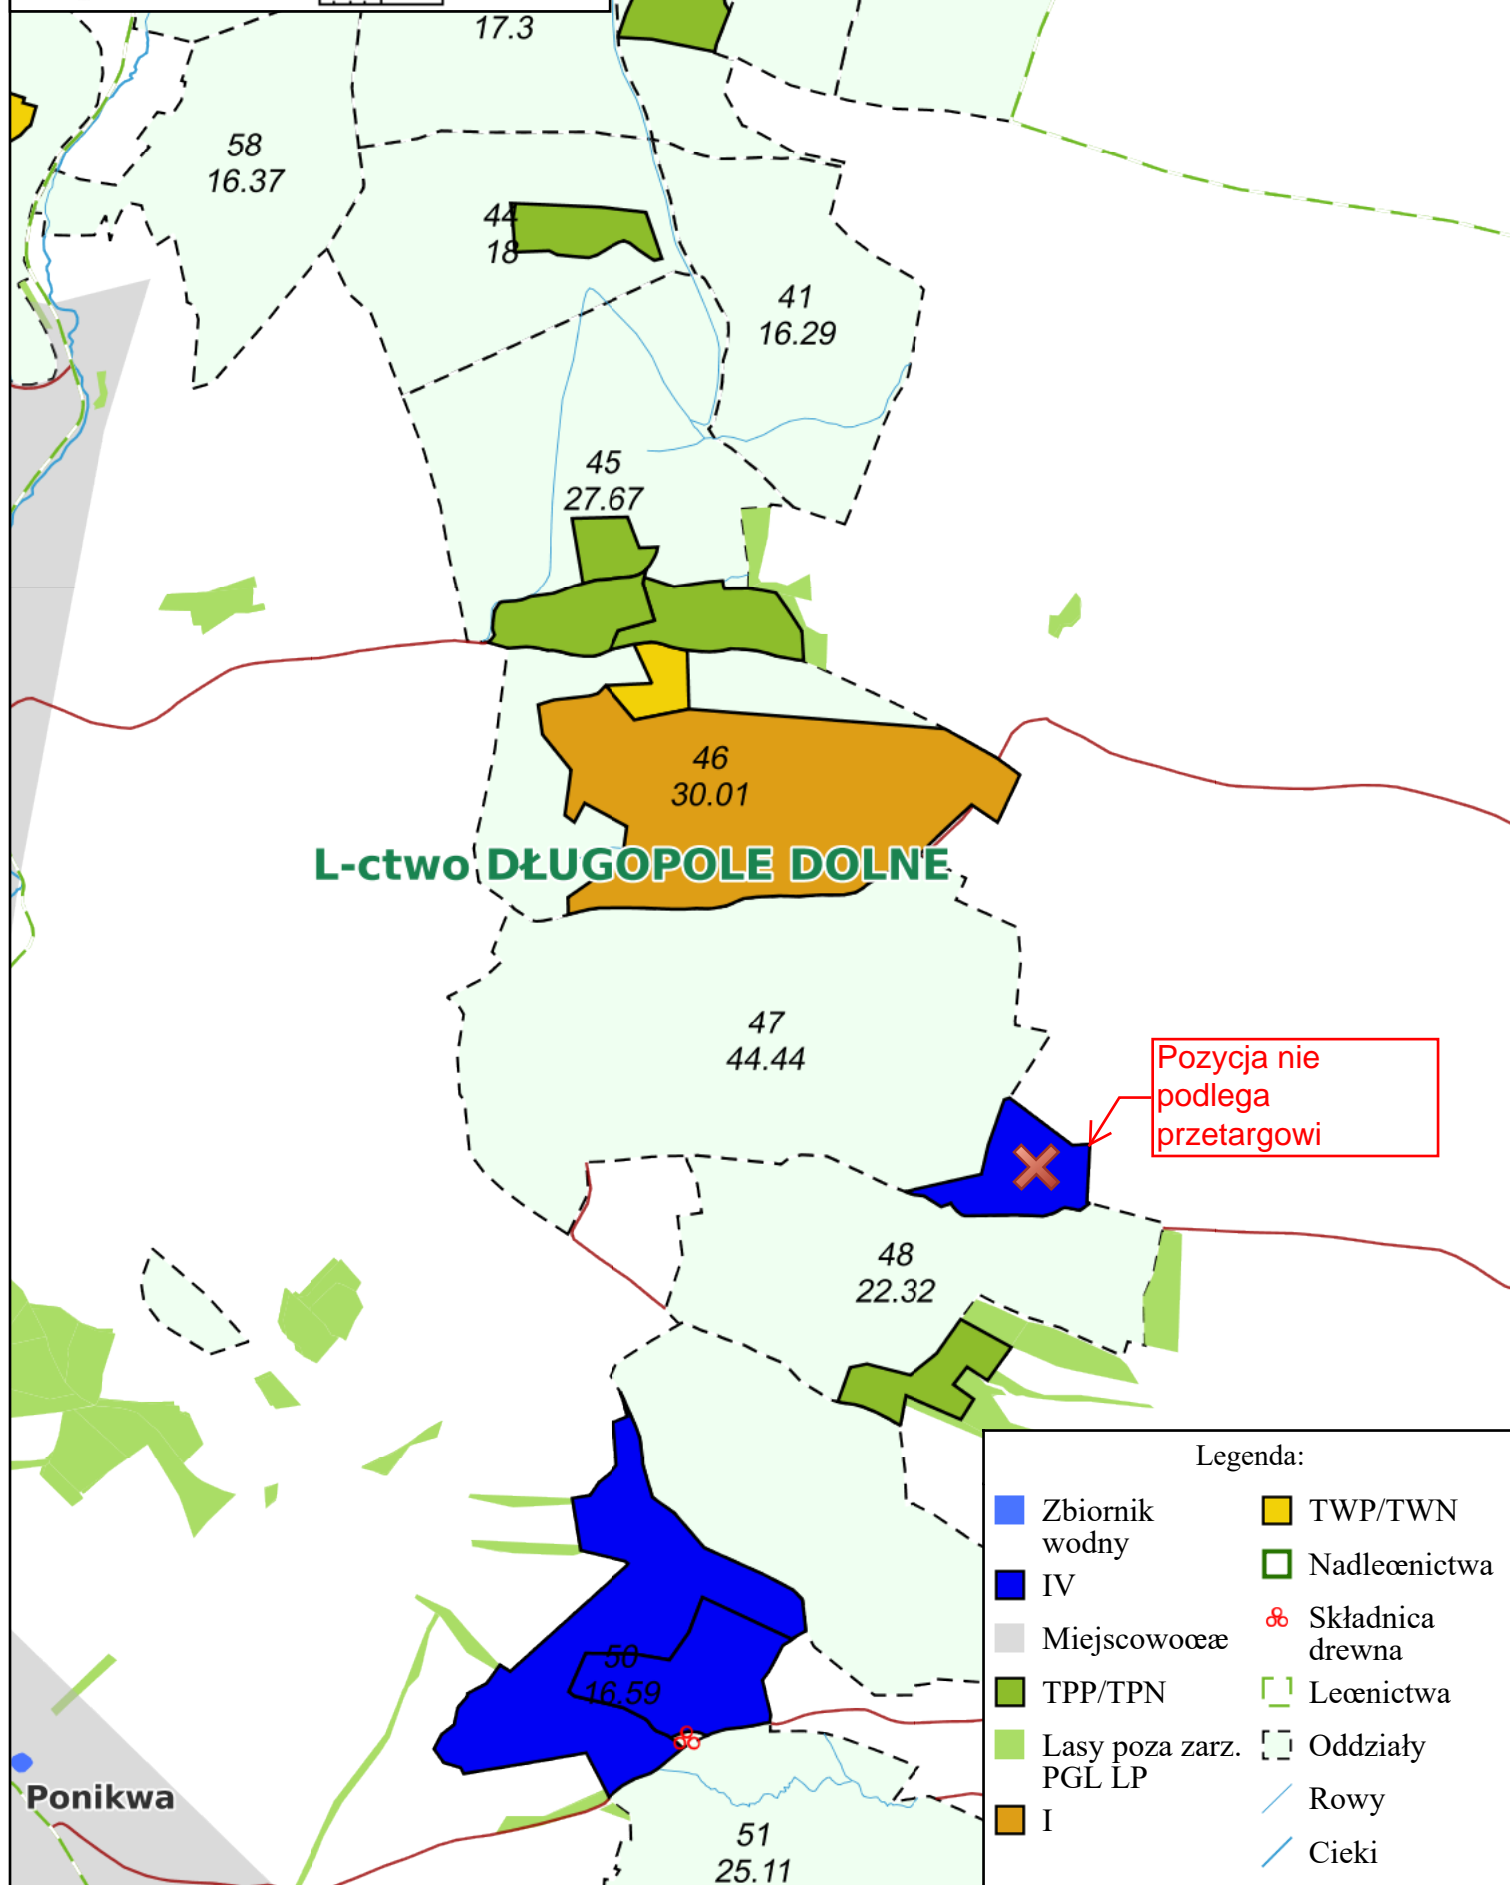 17.3
58
16.37
44
18
41
16.29
45
27.67
46
30.01
L-ctwo DŁUGOPOLE DOLNE
47
44.44
Pozycja nie
podlega
przetargowi
48
22.32
50
16.59
Ponikwa
51
25.11
Legenda:
Zbiornik
wodny
IV
Miejscowoœæ
TPP/TPN
Lasy poza zarz.
PGL LP
I
TWP/TWN
Nadleœnictwa
Składnica
drewna
Leœnictwa
Oddziały
Rowy
Cieki